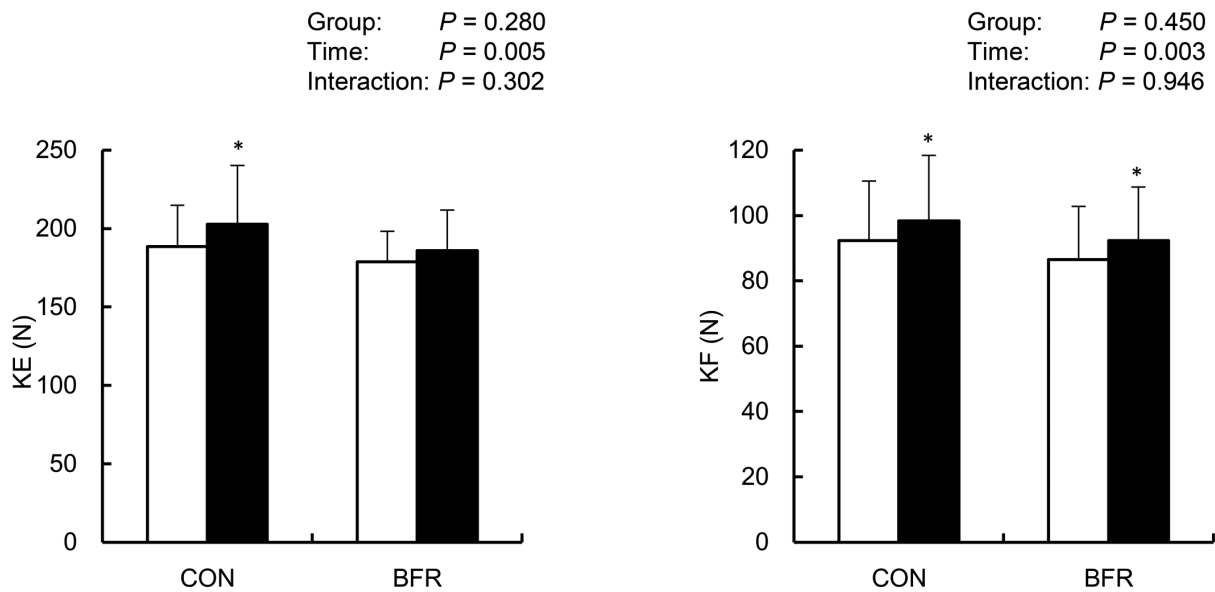 Group: P = 0.280
Time: P = 0.005
Interaction: P = 0.302
KE (N)
250
200
150
100
50
0
*
CON
BFR
Group: P = 0.450
Time: P = 0.003
Interaction: P = 0.946
KF (N)
120
100
80
60
40
20
0
*
*
CON
BFR